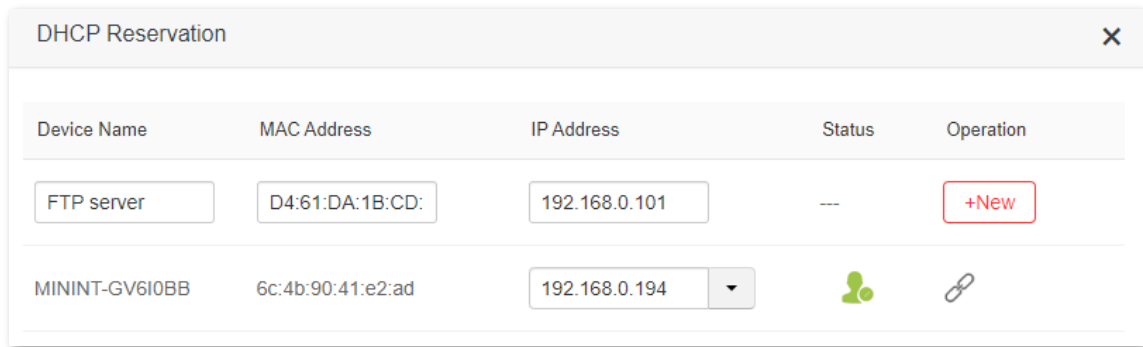 DHCP Reservation
Device Name MAC Address IP Address Status Operation
FTP server D4:61:DA:1B:CD: 192.168.0.101 --- +New
MININT-GV6I0BB 6c:4b:90:41:e2:ad 192.168.0.194